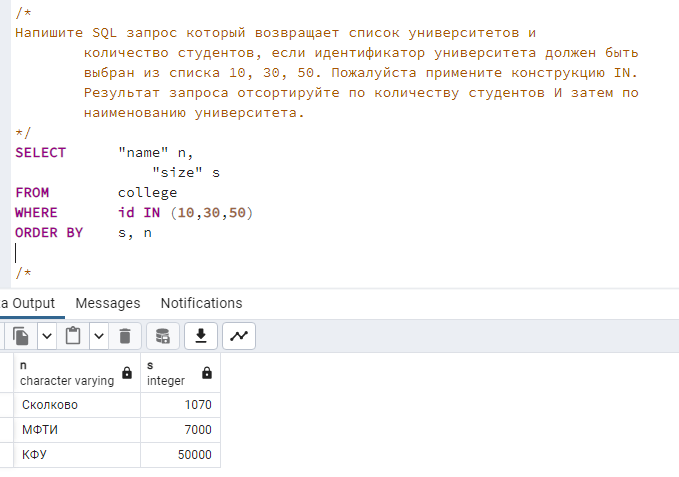 /*
Напишите SQL запрос который возвращает список университетов и
количество студентов, если идентификатор университета должен быть
выбран из списка 10, 30, 50. Пожалуйста примените конструкцию IN.
Результат запроса отсортируйте по количеству студентов И затем по
наименованию университета.
*/
SELECT "name" n,
"size" s
FROM college
WHERE id IN (10,30,50)
ORDER BY s, n
/*
a Output Messages Notifications
n s
character varying integer
Сколково 1070
МФТИ 7000
КФУ 50000